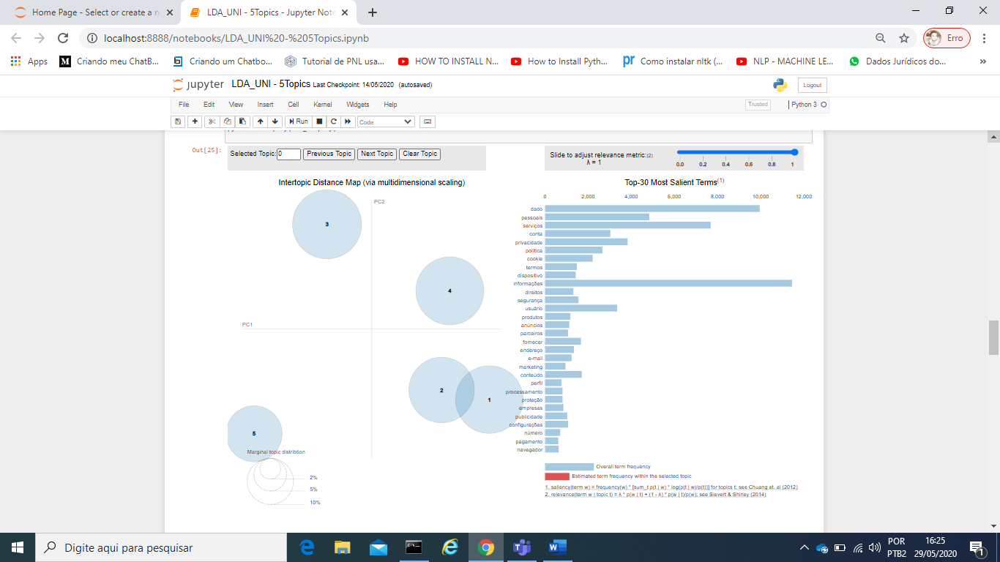 Home Page - Select or create a n
LDA_UNI - 5Topics - Jupyter Note
localhost:8888/notebooks/LDA_UNI%20-%205Topics.ipynb
Erro
Apps
Criando meu ChatB...
Criando um Chatbo...
Tutorial de PNL usa...
HOW TO INSTALL N...
How to Install Pyth...
Como instalar nltk (...
NLP - MACHINE LE...
Dados Jurídicos do...
jupyter LDA_UNI - 5Topics Last Checkpoint: 14/05/2020 (autosaved)
Logout
File Edit View Insert Cell Kernel Widgets Help
Trusted
Python 3
Run
Code
Out[25]:
Selected Topic: 0 Previous Topic Next Topic Clear Topic
Slide to adjust relevance metric:(2)
λ = 1
0.0 0.2 0.4 0.6 0.8 1
Intertopic Distance Map (via multidimensional scaling)
PC2
PC1
3
4
2
1
5
Marginal topic distribtion
2%
5%
10%
Top-30 Most Salient Terms(1)
0 2,000 4,000 6,000 8,000 10,000 12,000
dado
pessoais
serviços
conta
privacidade
política
cookie
termos
dispositivo
informações
direitos
segurança
usuário
produtos
anúncios
parceiros
fornecer
endereço
e-mail
marketing
conteúdo
perfil
processamento
proteção
empresas
publicidade
configurações
número
pagamento
navegador
Overall term frequency
Estimated term frequency within the selected topic
1. saliency(term w) = frequency(w) * [sum_t p(t | w) * log(p(t | w)/p(t))] for topics t; see Chuang et. al (2012)
2. relevance(term w | topic t) = λ * p(w | t) + (1 - λ) * p(w | t)/p(w); see Sievert & Shirley (2014)
Digite aqui para pesquisar
POR
PTB2
16:25
29/05/2020
1